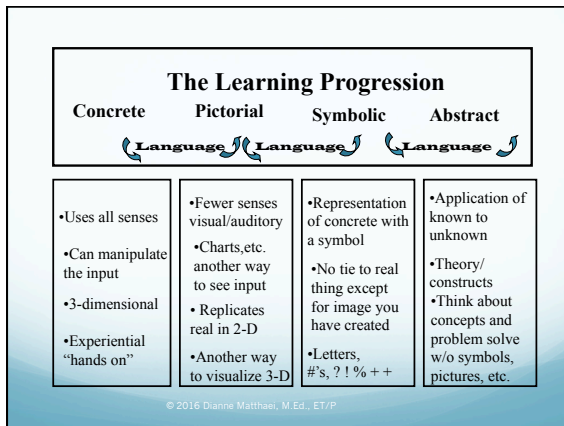 The Learning Progression
Concrete Pictorial Symbolic Abstract
Language Language Language
•Uses all senses
•Can manipulate
the input
•3-dimensional
•Experiential
“hands on”
•Fewer senses
visual/auditory
•Charts,etc.
another way
to see input
• Replicates
real in 2-D
•Another way
to visualize 3-D
•Representation
of concrete with
a symbol
•No tie to real
thing except
for image you
have created
•Letters,
#’s, ? ! % + +
•Application of
known to
unknown
•Theory/
constructs
•Think about
concepts and
problem solve
w/o symbols,
pictures, etc.
© 2016 Dianne Matthaei, M.Ed., ET/P